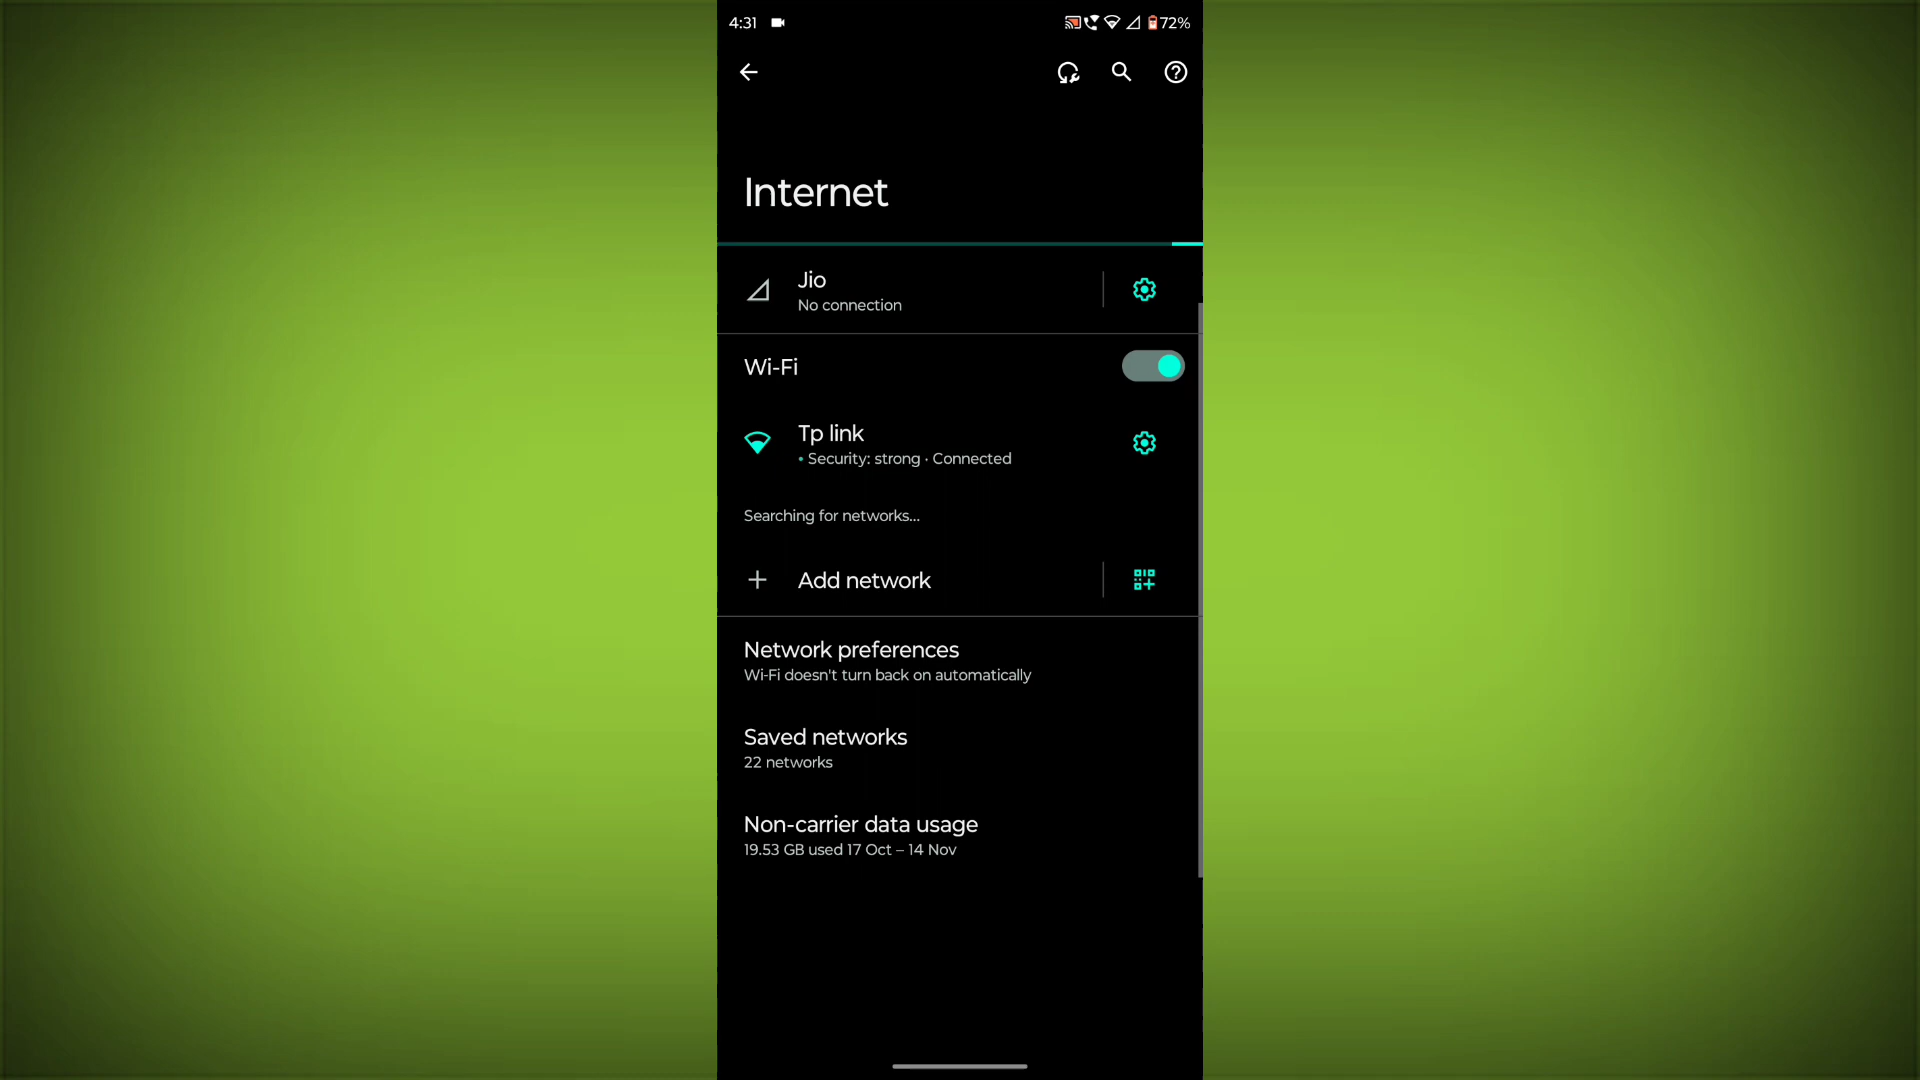 4:31
72%
Internet
Jio
No connection
Wi-Fi
Tp link
• Security: strong · Connected
Searching for networks...
Add network
Network preferences
Wi-Fi doesn't turn back on automatically
Saved networks
22 networks
Non-carrier data usage
19.53 GB used 17 Oct – 14 Nov